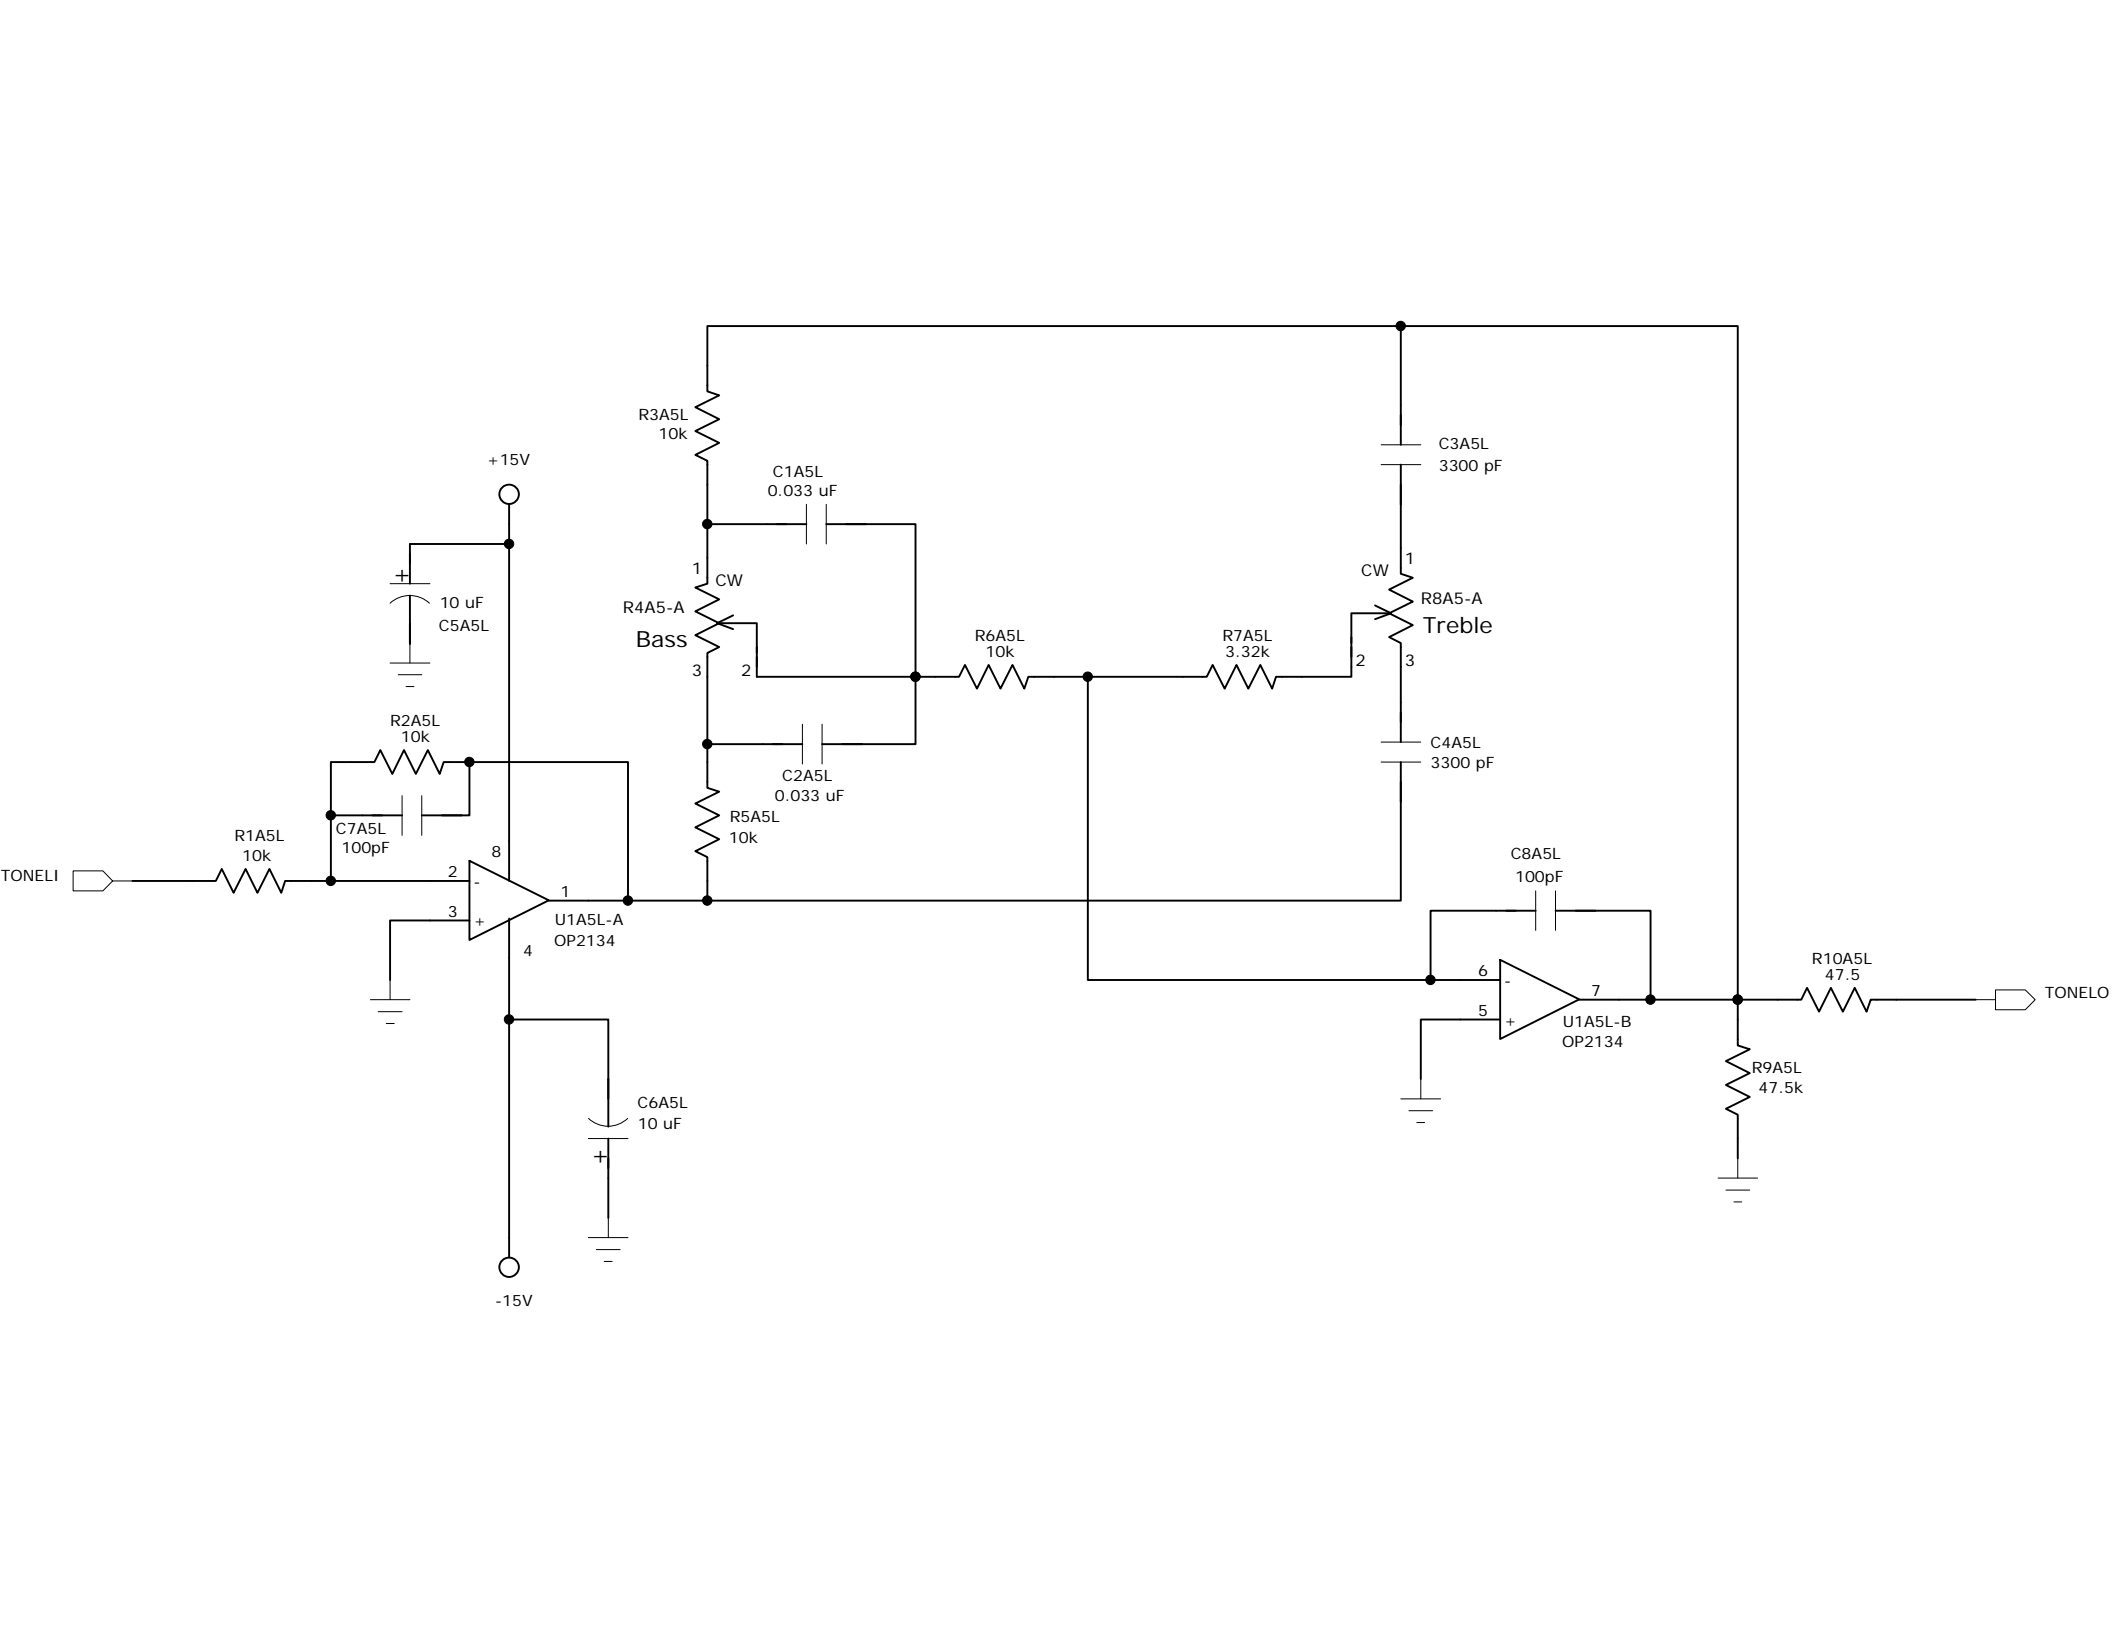 R3A5L
10k
C3A5L
3300 pF
+15V
C1A5L
0.033 uF
1
CW
R4A5-A
Bass
3
2
+
10 uF
C5A5L
R6A5L
10k
R7A5L
3.32k
1
CW
R8A5-A
Treble
2
3
R2A5L
10k
C2A5L
0.033 uF
C4A5L
3300 pF
R5A5L
10k
C7A5L
100pF
R1A5L
10k
TONELI
8
2
-
3
+
1
U1A5L-A
OP2134
4
C8A5L
100pF
6
-
5
+
7
U1A5L-B
OP2134
R10A5L
47.5
TONELO
R9A5L
47.5k
C6A5L
10 uF
+
-15V